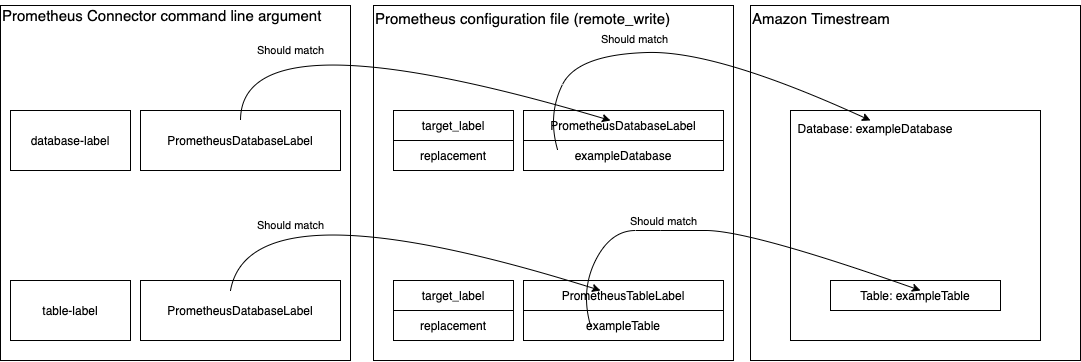 Prometheus Connector command line argument
Should match
database-label
PrometheusDatabaseLabel
Should match
table-label
PrometheusDatabaseLabel
Prometheus configuration file (remote_write)
Should match
target_label
PrometheusDatabaseLabel
replacement
exampleDatabase
Should match
target_label
PrometheusTableLabel
replacement
exampleTable
Amazon Timestream
Database: exampleDatabase
Table: exampleTable